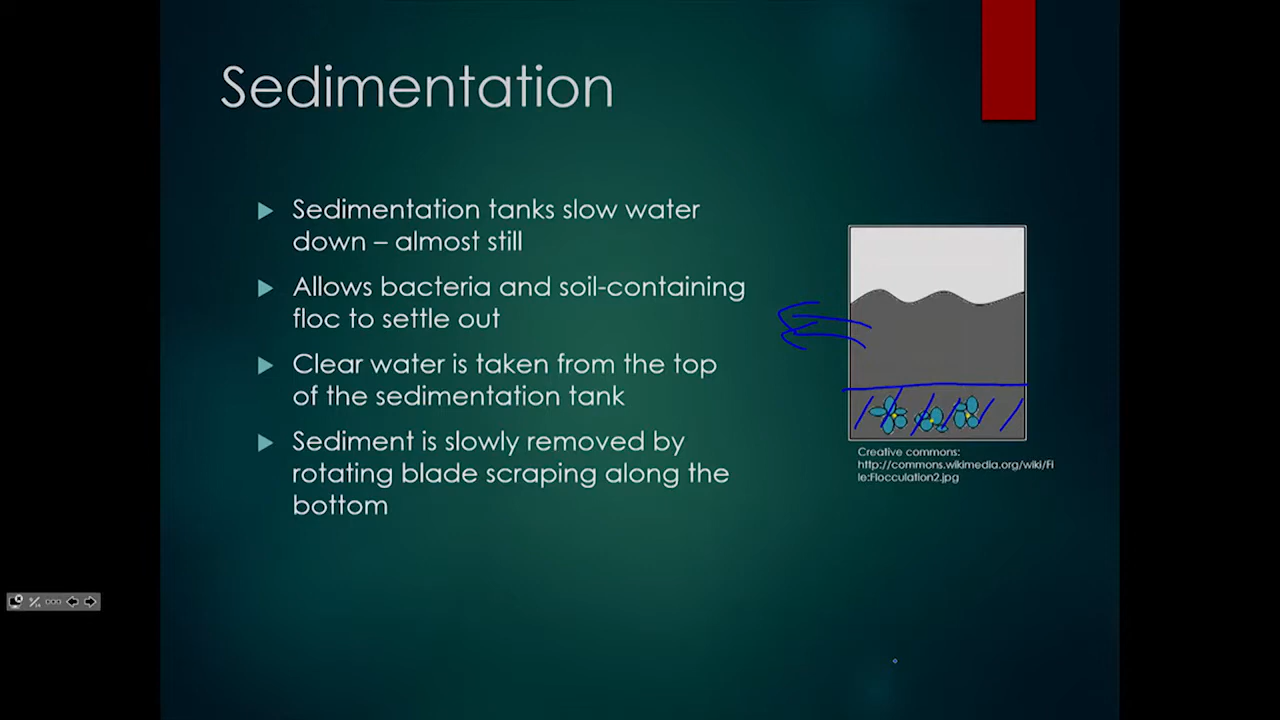 Sedimentation
Sedimentation tanks slow water
down – almost still
Allows bacteria and soil-containing
floc to settle out
Clear water is taken from the top
of the sedimentation tank
Sediment is slowly removed by
rotating blade scraping along the
bottom
Creative commons:
http://commons.wikimedia.org/wiki/Fi
le:Flocculation2.jpg